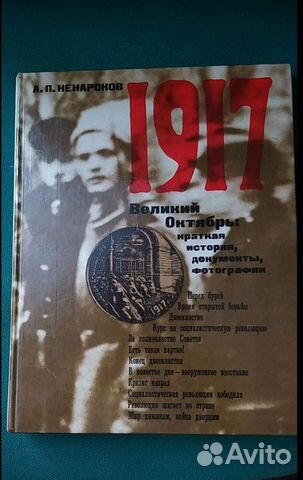 А. П. НЕНАРОКОВ
1917
Великий
Октябрь:
краткая
история,
документы,
фотографии
1917
Перед бурей
Время открытой борьбы
Двоевластие
Курс на социалистическую революцию
За полновластие Советов
Есть такая партия!
Конец двоевластия
В повестке дня — вооруженное восстание
Кризис назрел
Социалистическая революция победила
Революция шагает по стране
Мир хижинам, война дворцам
Avito